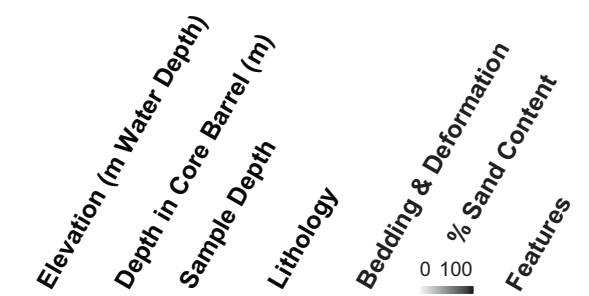 Elevation (m Water Depth)
Depth in Core Barrel (m)
Sample Depth
Lithology
Bedding & Deformation
% Sand Content
0 100
Features